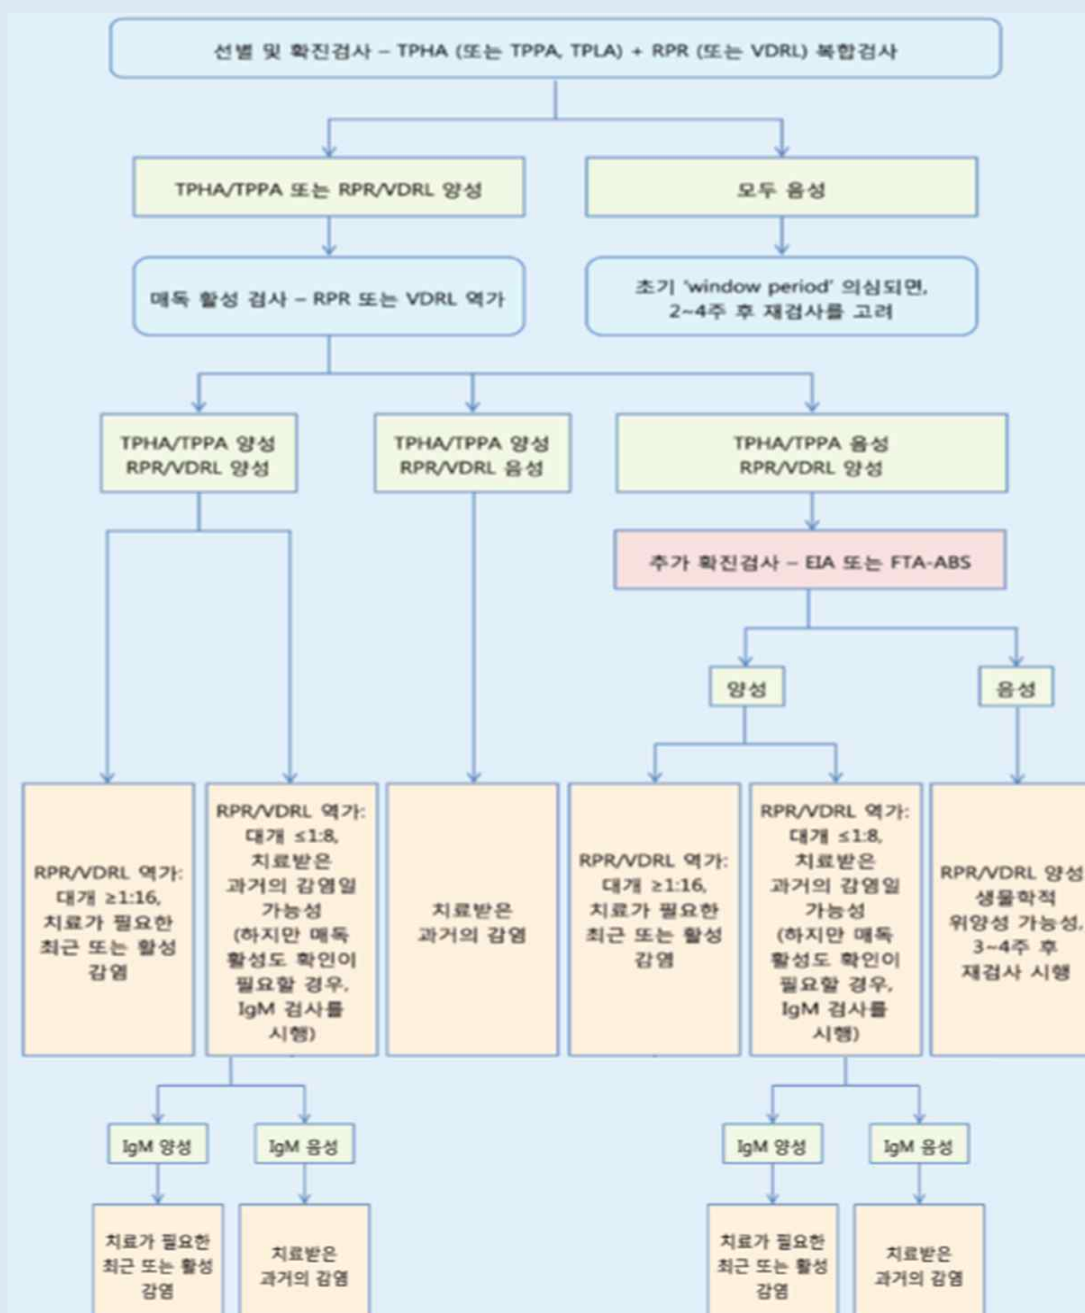 선별 및 확진검사 – TPHA (또는 TPPA, TPLA) + RPR (또는 VDRL) 복합검사
TPHA/TPPA 또는 RPR/VDRL 양성
모두 음성
매독 활성 검사 – RPR 또는 VDRL 역가
초기 'window period' 의심되면,
2~4주 후 재검사를 고려
TPHA/TPPA 양성
RPR/VDRL 양성
TPHA/TPPA 양성
RPR/VDRL 음성
TPHA/TPPA 음성
RPR/VDRL 양성
추가 확진검사 – EIA 또는 FTA-ABS
양성
음성
RPR/VDRL 역가:
대개 ≥1:16,
치료가 필요한
최근 또는 활성
감염
RPR/VDRL 역가:
대개 ≤1:8,
치료받은
과거의 감염일
가능성
(하지만 매독
활성도 확인이
필요할 경우,
IgM 검사를
시행)
치료받은
과거의 감염
RPR/VDRL 역가:
대개 ≥1:16,
치료가 필요한
최근 또는 활성
감염
RPR/VDRL 역가:
대개 ≤1:8,
치료받은
과거의 감염일
가능성
(하지만 매독
활성도 확인이
필요할 경우,
IgM 검사를
시행)
RPR/VDRL 양성
생물학적
위양성 가능성,
3~4주 후
재검사 시행
IgM 양성
IgM 음성
IgM 양성
IgM 음성
치료가 필요한
최근 또는 활성
감염
치료받은
과거의 감염
치료가 필요한
최근 또는 활성
감염
치료받은
과거의 감염